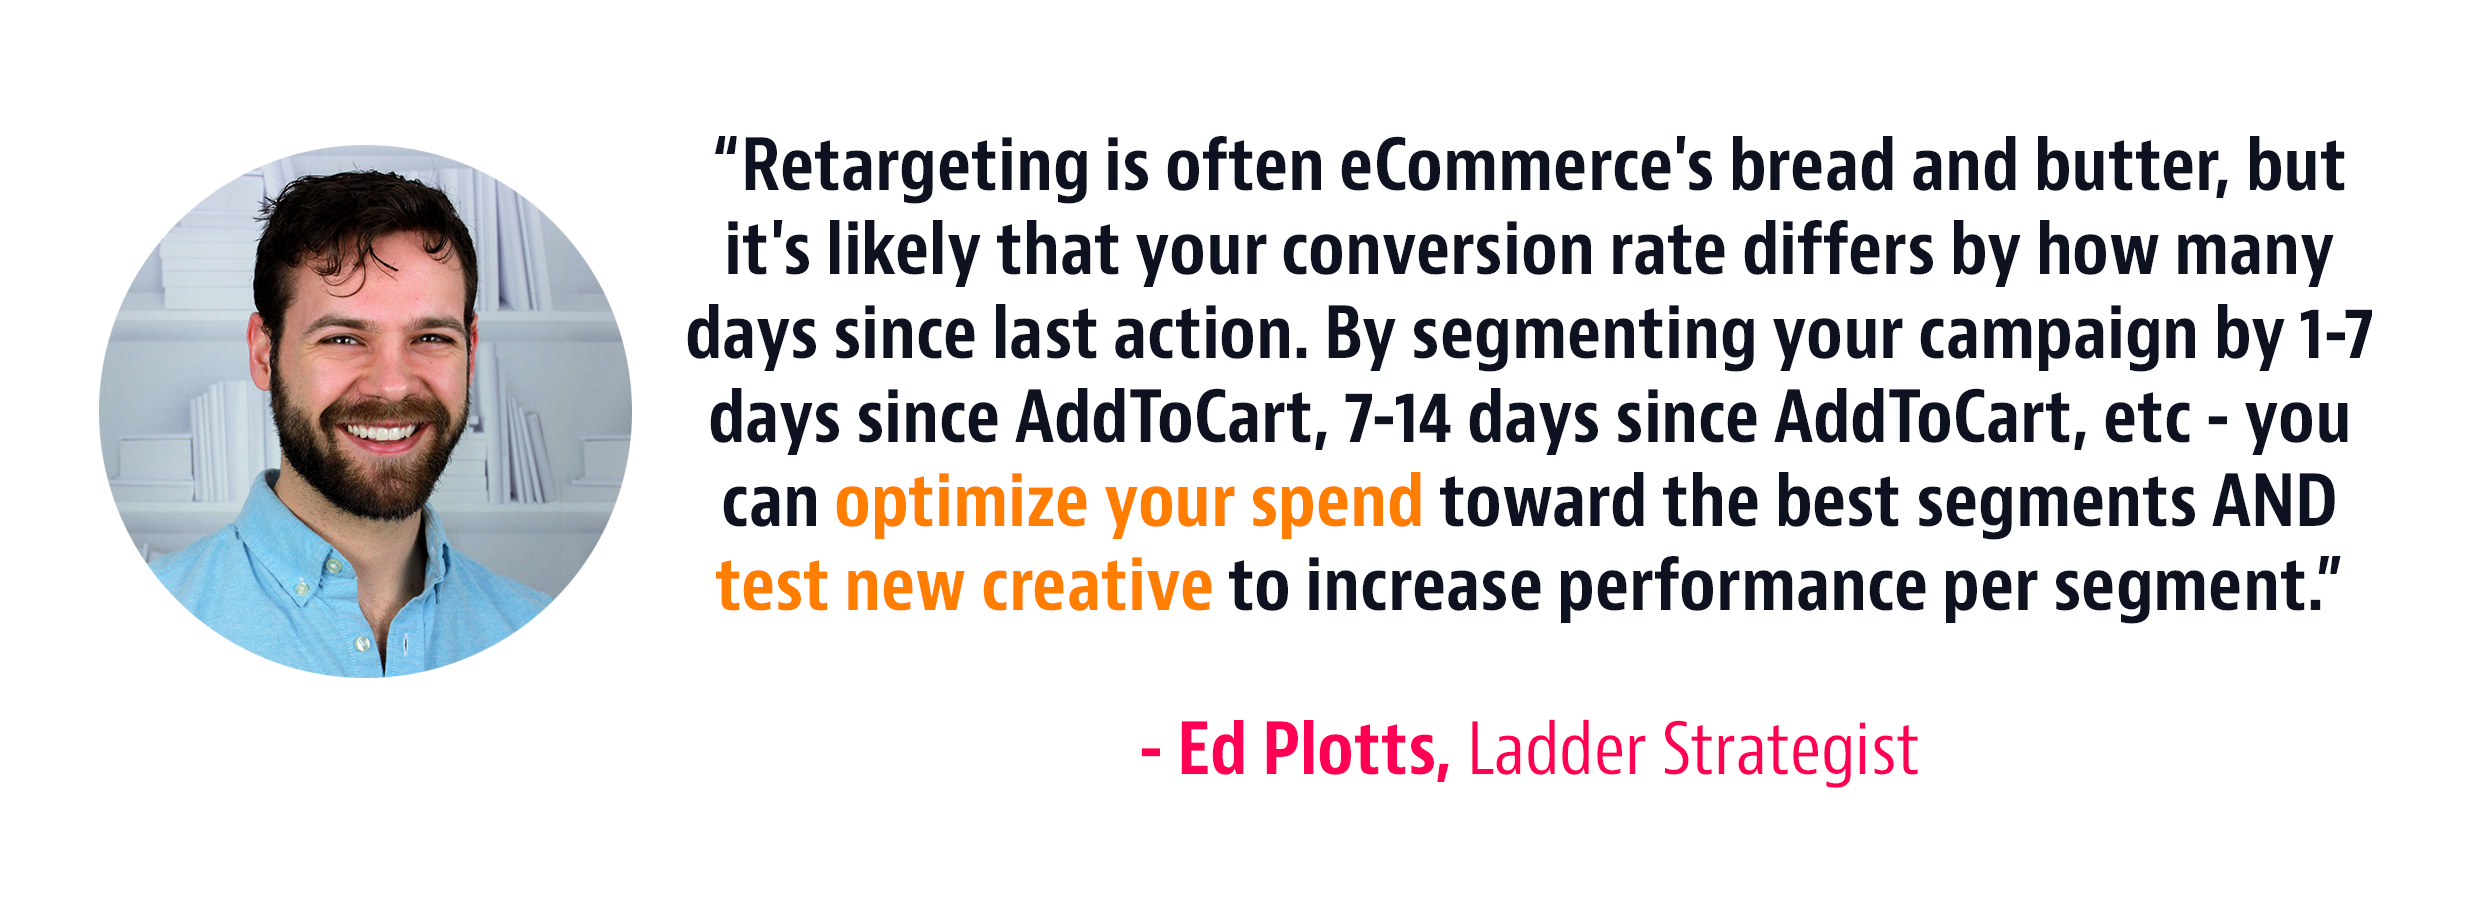 “Retargeting is often eCommerce's bread and butter, but
it's likely that your conversion rate differs by how many
days since last action. By segmenting your campaign by 1-7
days since AddToCart, 7-14 days since AddToCart, etc - you
can optimize your spend toward the best segments AND
test new creative to increase performance per segment.”
- Ed Plotts, Ladder Strategist